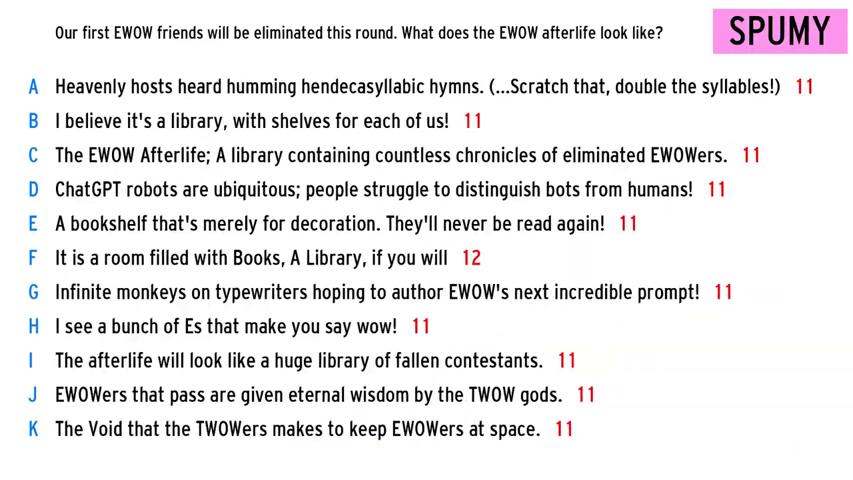 Our first EWOW friends will be eliminated this round. What does the EWOW afterlife look like?
SPUMY
A Heavenly hosts heard humming hendecasyllabic hymns. (...Scratch that, double the syllables!) 11
B I believe it's a library, with shelves for each of us! 11
C The EWOW Afterlife; A library containing countless chronicles of eliminated EWOWers. 11
D ChatGPT robots are ubiquitous; people struggle to distinguish bots from humans! 11
E A bookshelf that's merely for decoration. They'll never be read again! 11
F It is a room filled with Books, A Library, if you will 12
G Infinite monkeys on typewriters hoping to author EWOW's next incredible prompt! 11
H I see a bunch of Es that make you say wow! 11
I The afterlife will look like a huge library of fallen contestants. 11
J EWOWers that pass are given eternal wisdom by the TWOW gods. 11
K The Void that the TWOWers makes to keep EWOWers at space. 11